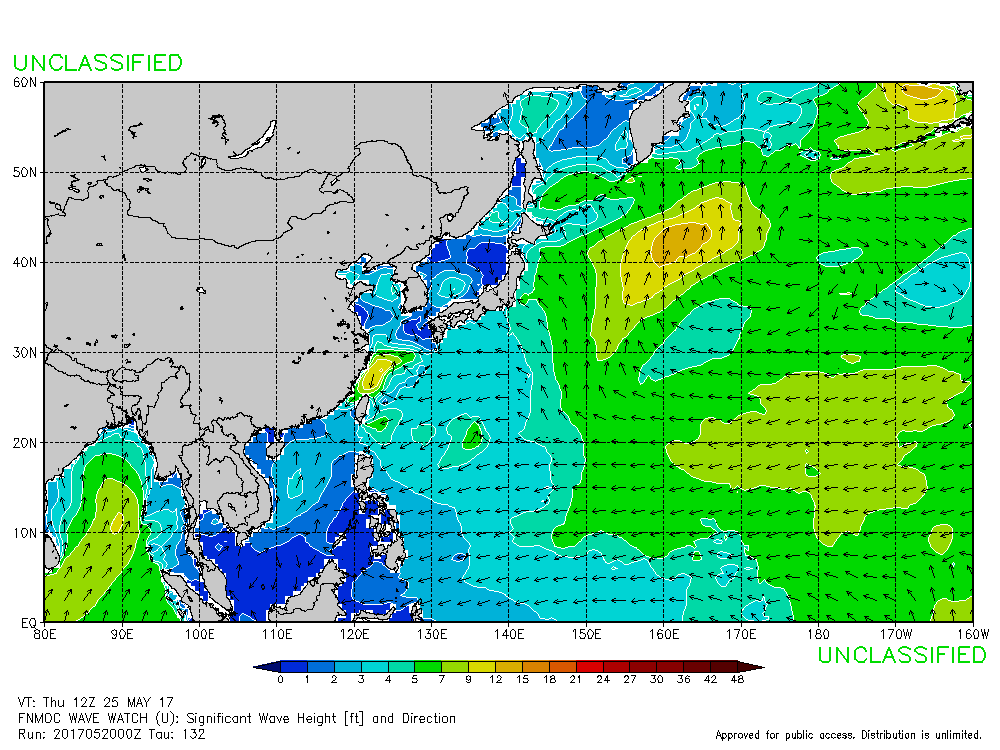 UNCLASSIFIED
60N
50N
40N
30N
20N
10N
EQ
80E 90E 100E 110E 120E 130E 140E 150E 160E 170E 180 170W 160W
UNCLASSIFIED
0 1 2 3 4 5 7 9 12 15 18 21 24 27 30 36 42 48
VT: Thu 12Z 25 MAY 17
FNMOC WAVE WATCH (U): Significant Wave Height [ft] and Direction
Run: 2017052000Z Tau: 132
Approved for public access. Distribution is unlimited.